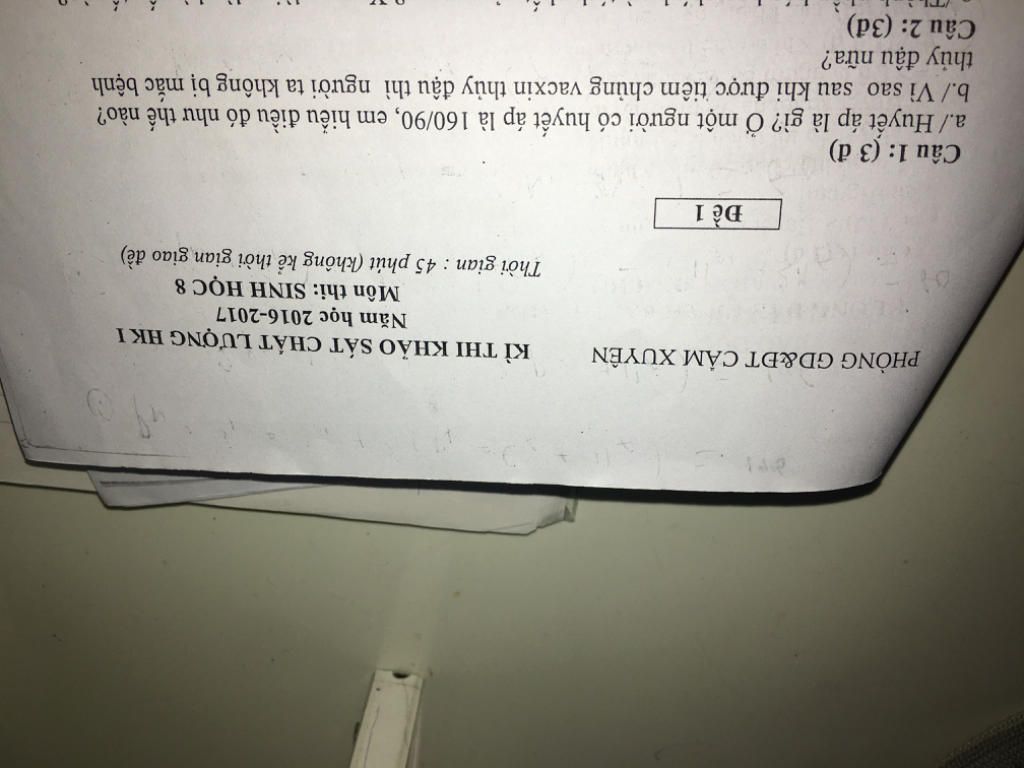 PHÒNG GD&ĐT CẨM XUYÊN
KÌ THI KHẢO SÁT CHẤT LƯỢNG HK I
Năm học 2016-2017
Môn thi: SINH HỌC 8
Thời gian : 45 phút (không kể thời gian giao đề)
Đề 1
Câu 1: (3 đ)
a./ Huyết áp là gì? Ở một người có huyết áp là 160/90, em hiểu điều đó như thế nào?
b./ Vì sao sau khi được tiêm chủng vacxin thủy đậu thì người ta không bị mắc bệnh
thủy đậu nữa?
Câu 2: (3đ)